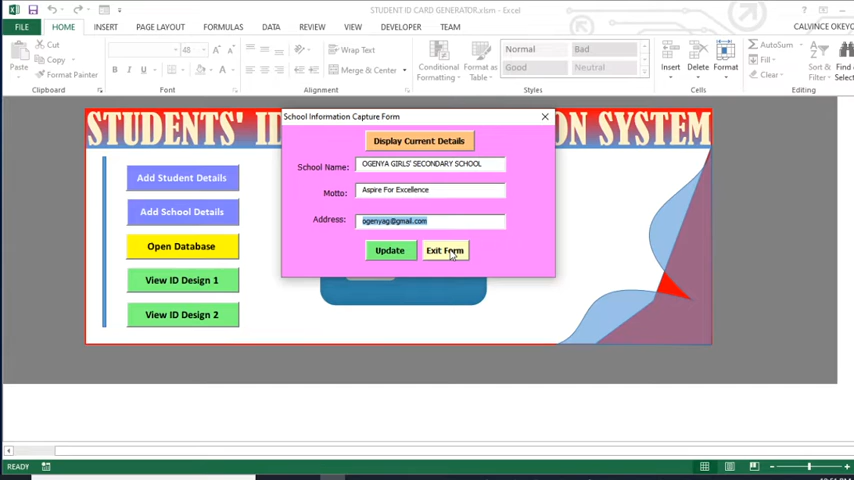 STUDENT ID CARD GENERATOR.xlsm - Excel
?
FILE HOME INSERT PAGE LAYOUT FORMULAS DATA REVIEW VIEW DEVELOPER TEAM CALVINCE OKEYO
Paste
Cut
Copy
Format Painter
Clipboard
48
B I U
Font
Wrap Text
Merge & Center
Alignment
Conditional Formatting
Format as Table
Normal Bad
Good Neutral
Styles
Insert Delete Format
Cells
AutoSum
Fill
Clear
Sort & Filter
Find &
Editing
STUDENTS' ID ON SYSTEM
Add Student Details
Add School Details
Open Database
View ID Design 1
View ID Design 2
School Information Capture Form
Display Current Details
School Name: OGENYA GIRLS' SECONDARY SCHOOL
Motto: Aspire For Excellence
Address: ogenyag@gmail.com
Update Exit Form
READY